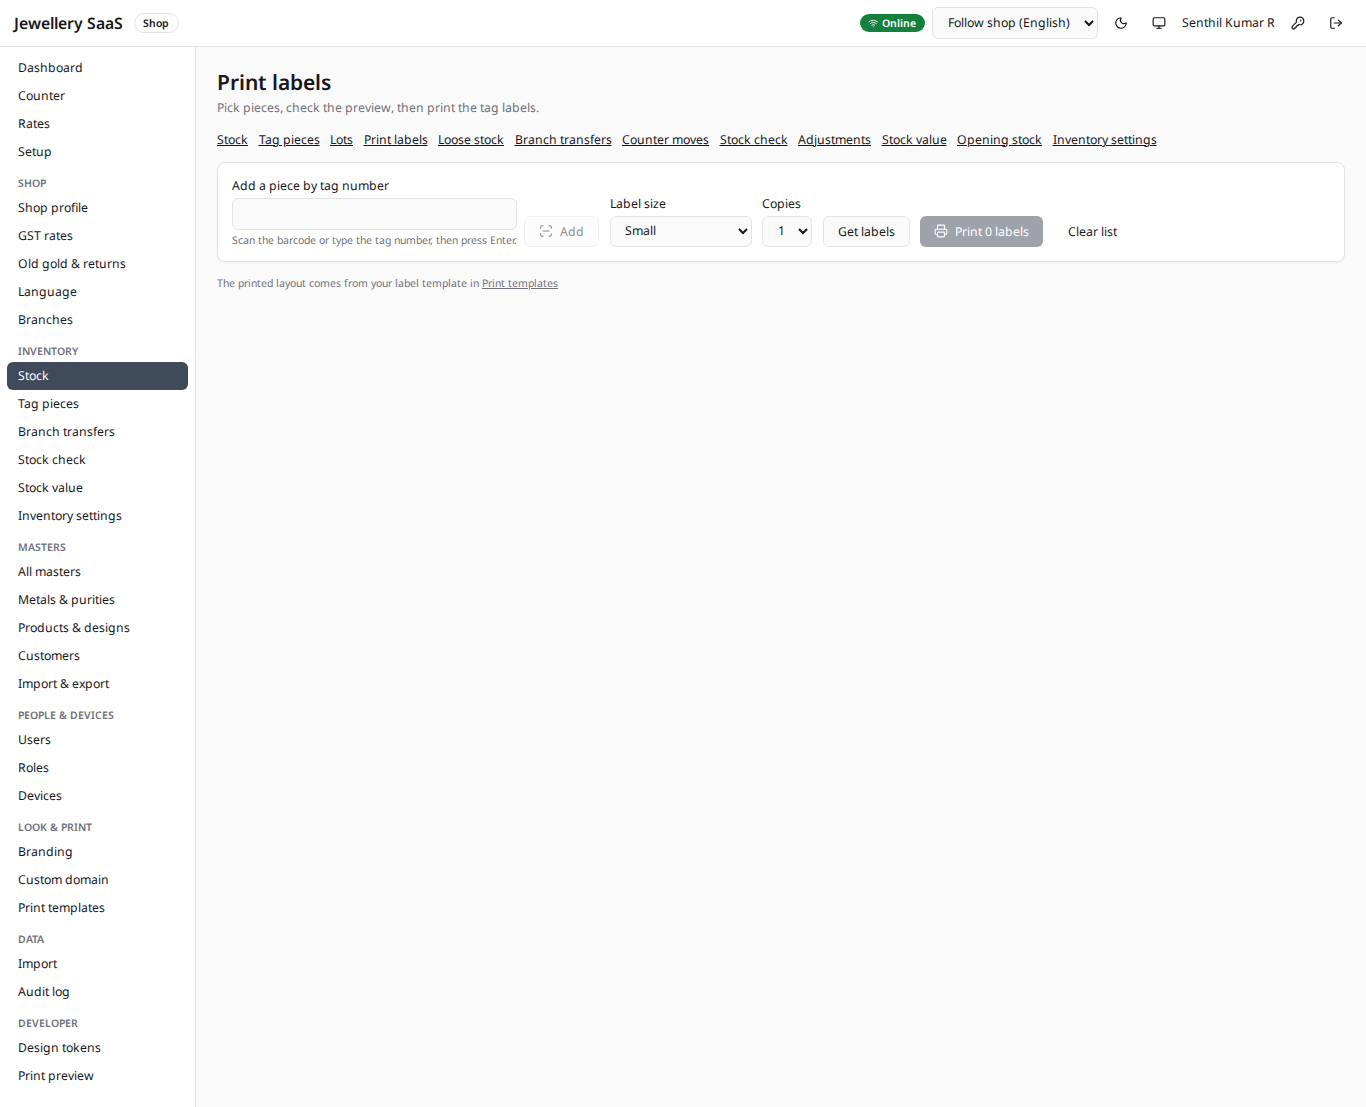 Jewellery SaaS Shop Online Follow shop (English) Senthil Kumar R
Dashboard
Counter
Rates
Setup
SHOP
Shop profile
GST rates
Old gold & returns
Language
Branches
INVENTORY
Stock
Tag pieces
Branch transfers
Stock check
Stock value
Inventory settings
MASTERS
All masters
Metals & purities
Products & designs
Customers
Import & export
PEOPLE & DEVICES
Users
Roles
Devices
LOOK & PRINT
Branding
Custom domain
Print templates
DATA
Import
Audit log
DEVELOPER
Design tokens
Print preview
Print labels
Pick pieces, check the preview, then print the tag labels.
Stock Tag pieces Lots Print labels Loose stock Branch transfers Counter moves Stock check Adjustments Stock value Opening stock Inventory settings
Add a piece by tag number
Label size Copies
Add Small 1 Get labels Print 0 labels Clear list
Scan the barcode or type the tag number, then press Enter.
The printed layout comes from your label template in Print templates